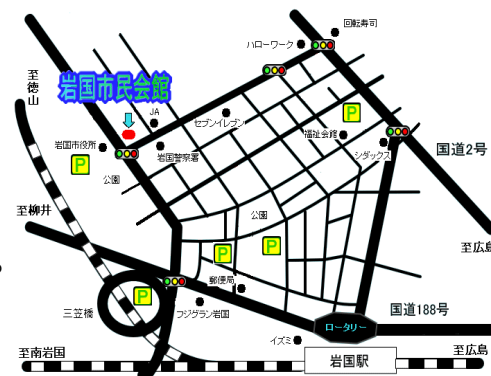 回転寿司
ハローワーク
至徳山
岩国市民会館
JA
セブンイレブン
P
福祉会館
岩国市役所
岩国警察署
シダックス
国道2号
P
公園
至柳井
公園
至広島
P
P
郵便局
P
国道188号
三笠橋
フジグラン岩国
ロータリー
イズミ
至南岩国
岩国駅
至広島